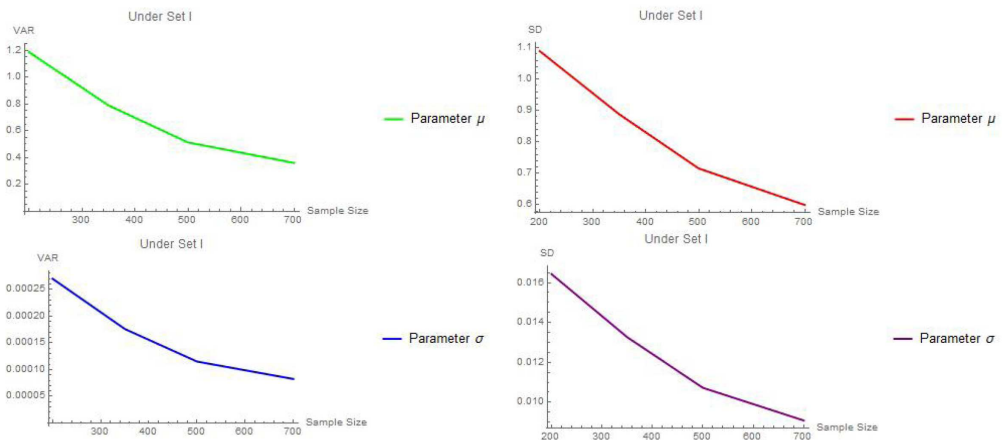 Under Set I
VAR
1.2
1.0
0.8
0.6
0.4
0.2
300
400
500
600
700
Sample Size
Parameter μ
Under Set I
SD
1.1
1.0
0.9
0.8
0.7
0.6
200
300
400
500
600
700
Sample Size
Parameter μ
Under Set I
VAR
0.00025
0.00020
0.00015
0.00010
0.00005
300
400
500
600
700
Sample Size
Parameter σ
Under Set I
SD
0.016
0.014
0.012
0.010
200
300
400
500
600
700
Sample Size
Parameter σ